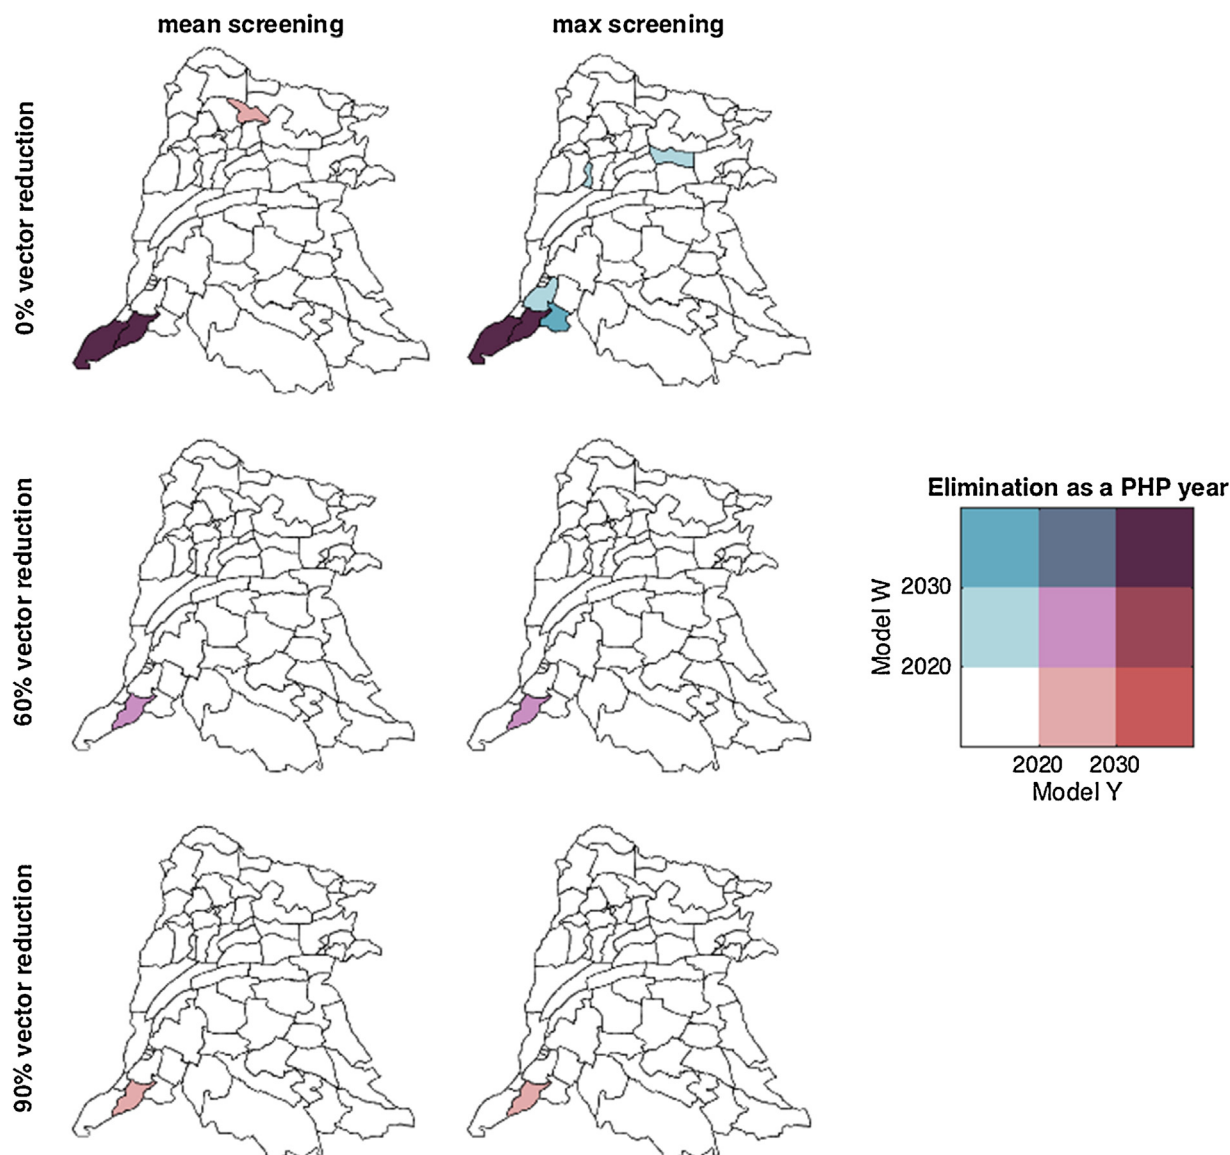 mean screening
max screening
0% vector reduction
60% vector reduction
90% vector reduction
Elimination as a PHP year
Model W
2030
2020
2020 2030
Model Y